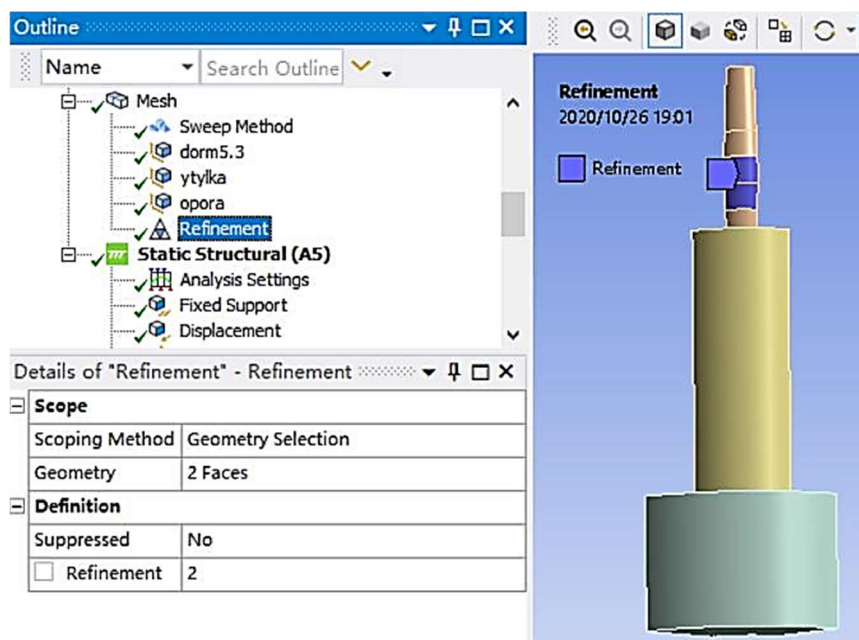 Outline
Name
Search Outline
Mesh
Sweep Method
dorm5.3
ytylka
opora
Refinement
Static Structural (A5)
Analysis Settings
Fixed Support
Displacement
Details of "Refinement" - Refinement
Scope
Scoping Method Geometry Selection
Geometry 2 Faces
Definition
Suppressed No
Refinement 2
Refinement
2020/10/26 19:01
Refinement